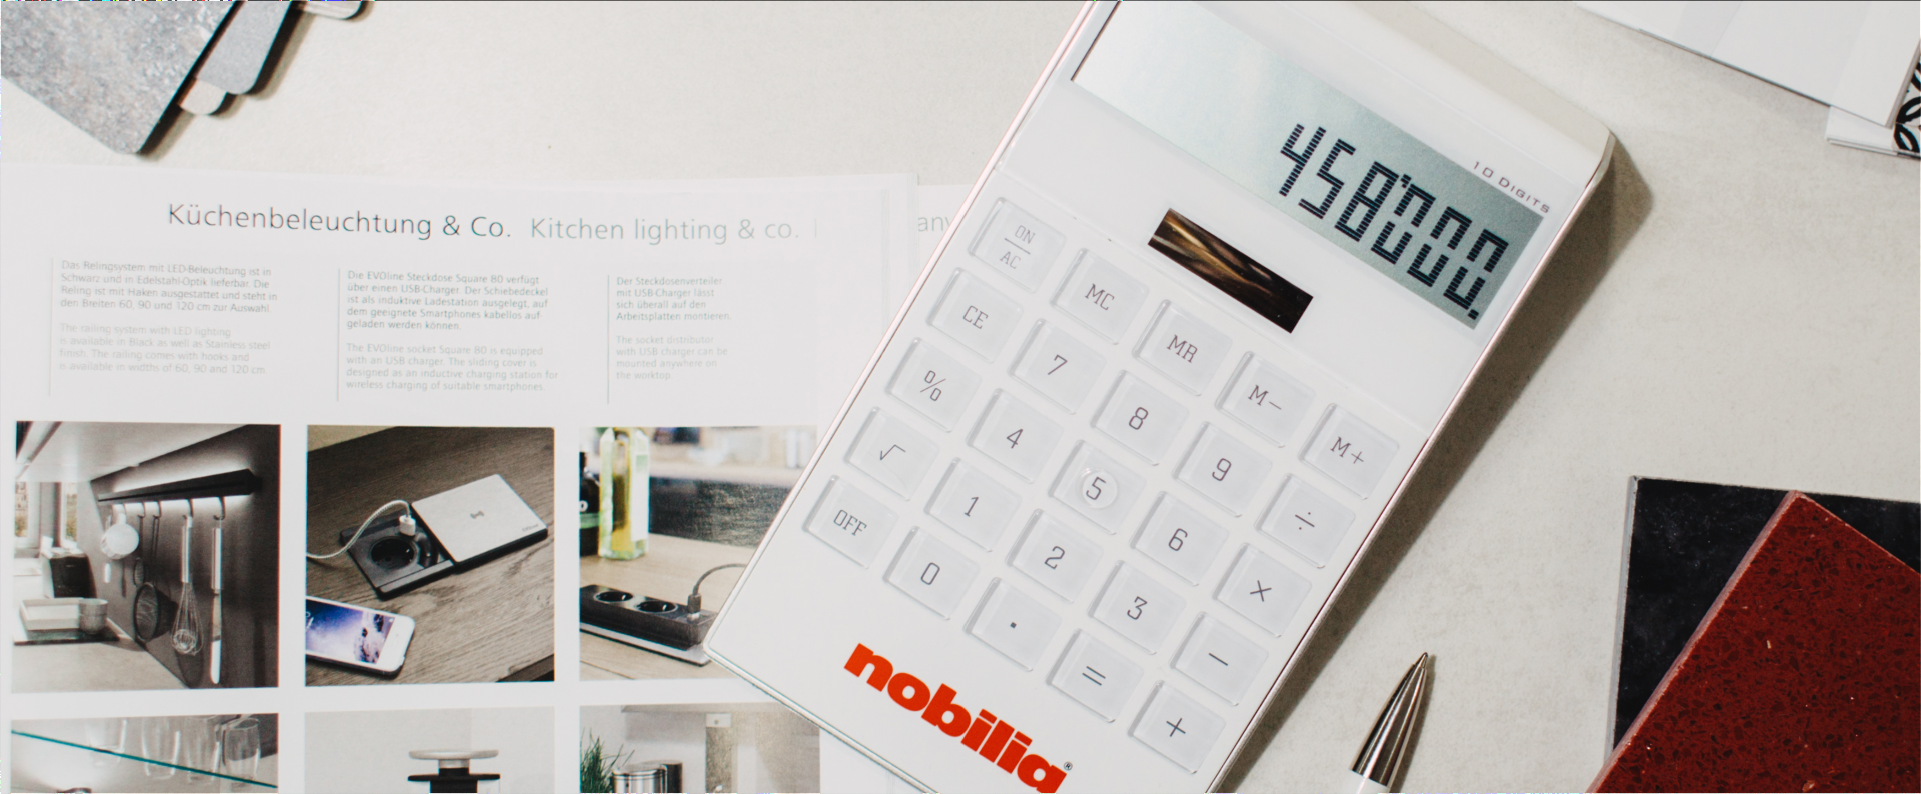 Küchenbeleuchtung & Co. Kitchen lighting & co.
Das Relingsystem mit LED-Beleuchtung ist in
Schwarz und in Edelstahl-Optik lieferbar. Die
Reling ist mit Haken ausgestattet und steht in
den Breiten 60, 90 und 120 cm zur Auswahl.
The railing system with LED lighting
is available in Black as well as Stainless steel
finish. The railing comes with hooks and
is available in widths of 60, 90 and 120 cm.
Die EVOline Steckdose Square 80 verfügt
über einen USB-Charger. Der Schiebedeckel
ist als induktive Ladestation ausgelegt, auf
dem geeignete Smartphones kabellos auf-
geladen werden können.
The EVOline socket Square 80 is equipped
with an USB charger. The sliding cover is
designed as an inductive charging station for
wireless charging of suitable smartphones.
Der Steckdosenverteiler
mit USB-Charger lässt
sich überall auf den
Arbeitsplatten montieren.
The socket distributor
with USB charger can be
mounted anywhere on
the worktop.
10 DIGITS
458'000.
ON
AC
MC
MR
M−
M+
CE
7
8
9
÷
%
4
5
6
×
√
1
2
3
−
OFF
0
.
=
+
nobilia®